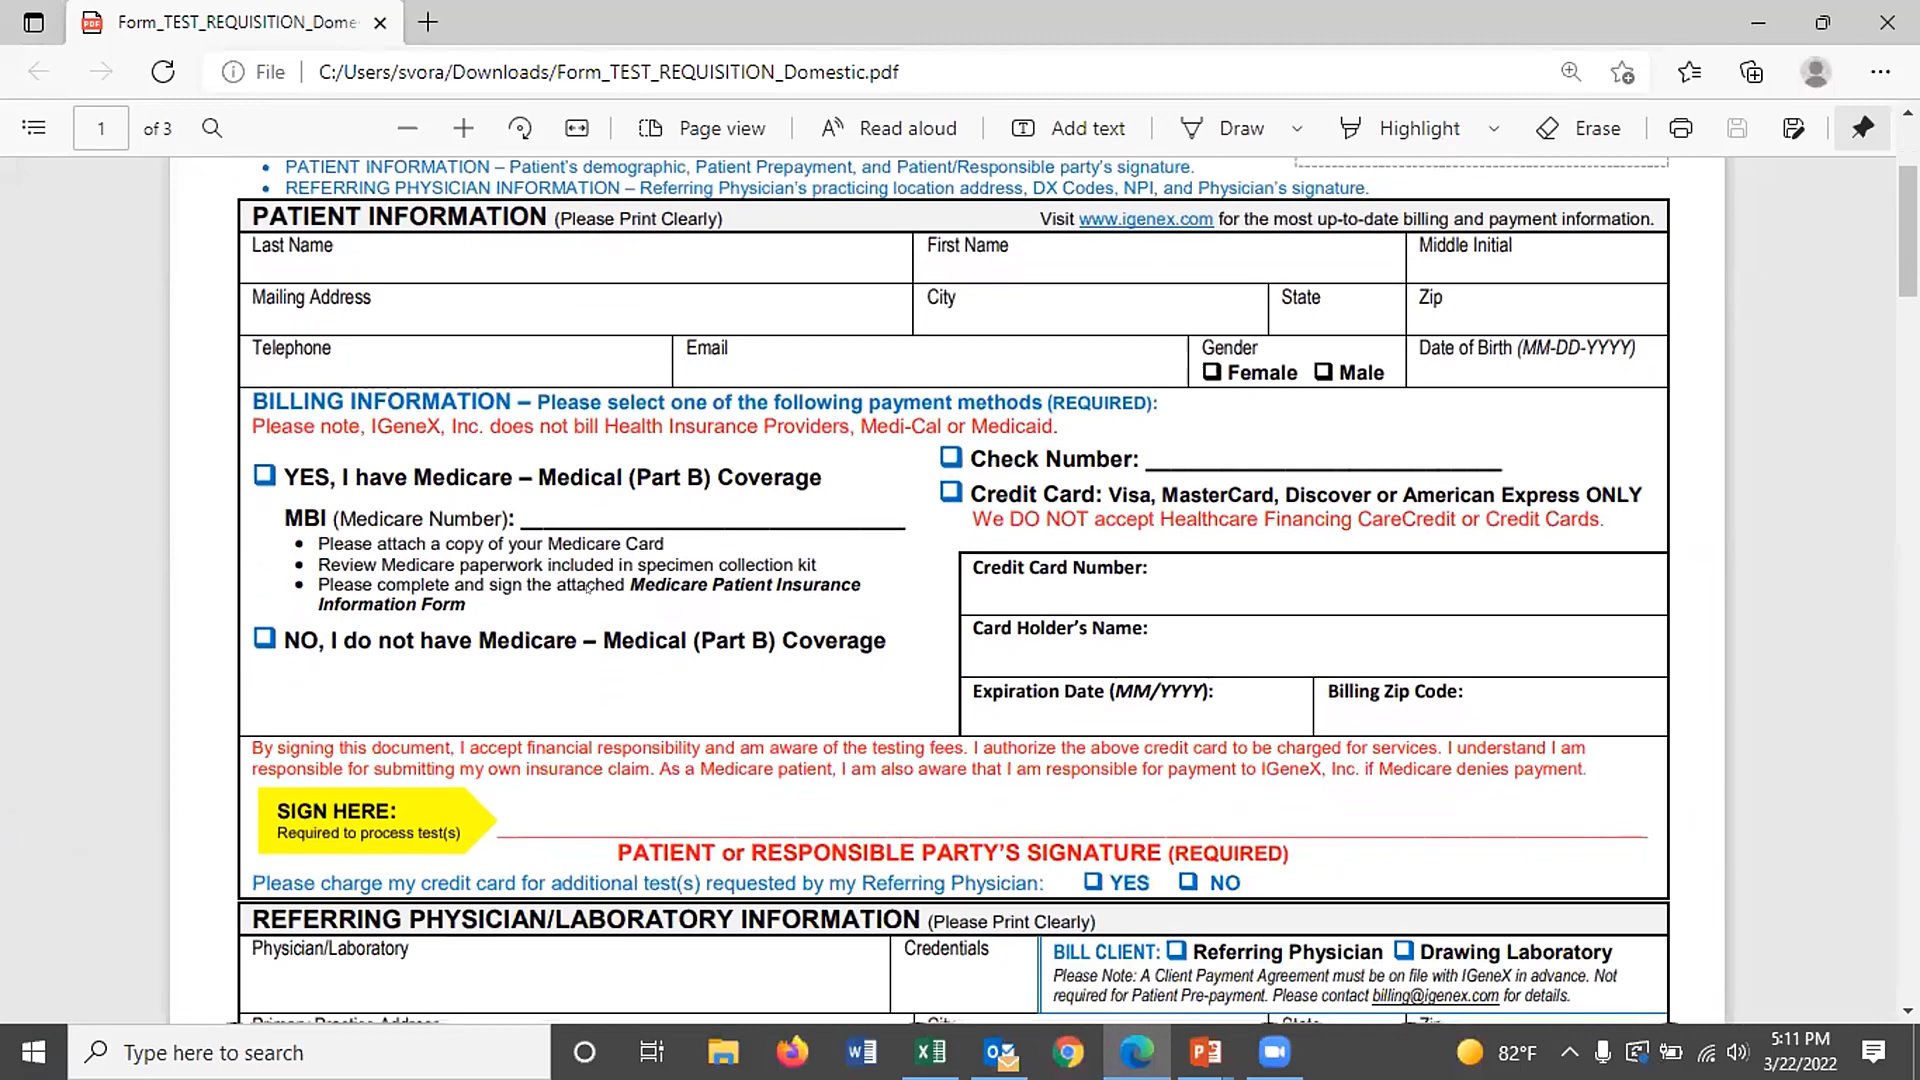 Form_TEST_REQUISITION_Dome
File
C:/Users/svora/Downloads/Form_TEST_REQUISITION_Domestic.pdf
1 of 3
Page view
Read aloud
Add text
Draw
Highlight
Erase
• PATIENT INFORMATION – Patient's demographic, Patient Prepayment, and Patient/Responsible party's signature.
• REFERRING PHYSICIAN INFORMATION – Referring Physician's practicing location address, DX Codes, NPI, and Physician's signature.
PATIENT INFORMATION (Please Print Clearly) Visit www.igenex.com for the most up-to-date billing and payment information.
Last Name First Name Middle Initial
Mailing Address City State Zip
Telephone Email Gender Date of Birth (MM-DD-YYYY)
Female Male
BILLING INFORMATION – Please select one of the following payment methods (REQUIRED):
Please note, IGeneX, Inc. does not bill Health Insurance Providers, Medi-Cal or Medicaid.
YES, I have Medicare – Medical (Part B) Coverage
MBI (Medicare Number): ____
• Please attach a copy of your Medicare Card
• Review Medicare paperwork included in specimen collection kit
• Please complete and sign the attached Medicare Patient Insurance
Information Form
NO, I do not have Medicare – Medical (Part B) Coverage
Check Number: ____
Credit Card: Visa, MasterCard, Discover or American Express ONLY
We DO NOT accept Healthcare Financing CareCredit or Credit Cards.
Credit Card Number:
Card Holder's Name:
Expiration Date (MM/YYYY): Billing Zip Code:
By signing this document, I accept financial responsibility and am aware of the testing fees. I authorize the above credit card to be charged for services. I understand I am
responsible for submitting my own insurance claim. As a Medicare patient, I am also aware that I am responsible for payment to IGeneX, Inc. if Medicare denies payment.
SIGN HERE:
Required to process test(s)
PATIENT or RESPONSIBLE PARTY'S SIGNATURE (REQUIRED)
Please charge my credit card for additional test(s) requested by my Referring Physician: YES NO
REFERRING PHYSICIAN/LABORATORY INFORMATION (Please Print Clearly)
Physician/Laboratory Credentials
BILL CLIENT: Referring Physician Drawing Laboratory
Please Note: A Client Payment Agreement must be on file with IGeneX in advance. Not
required for Patient Pre-payment. Please contact billing@igenex.com for details.
Primary Practice Address City State Zip
Type here to search
82°F
5:11 PM
3/22/2022